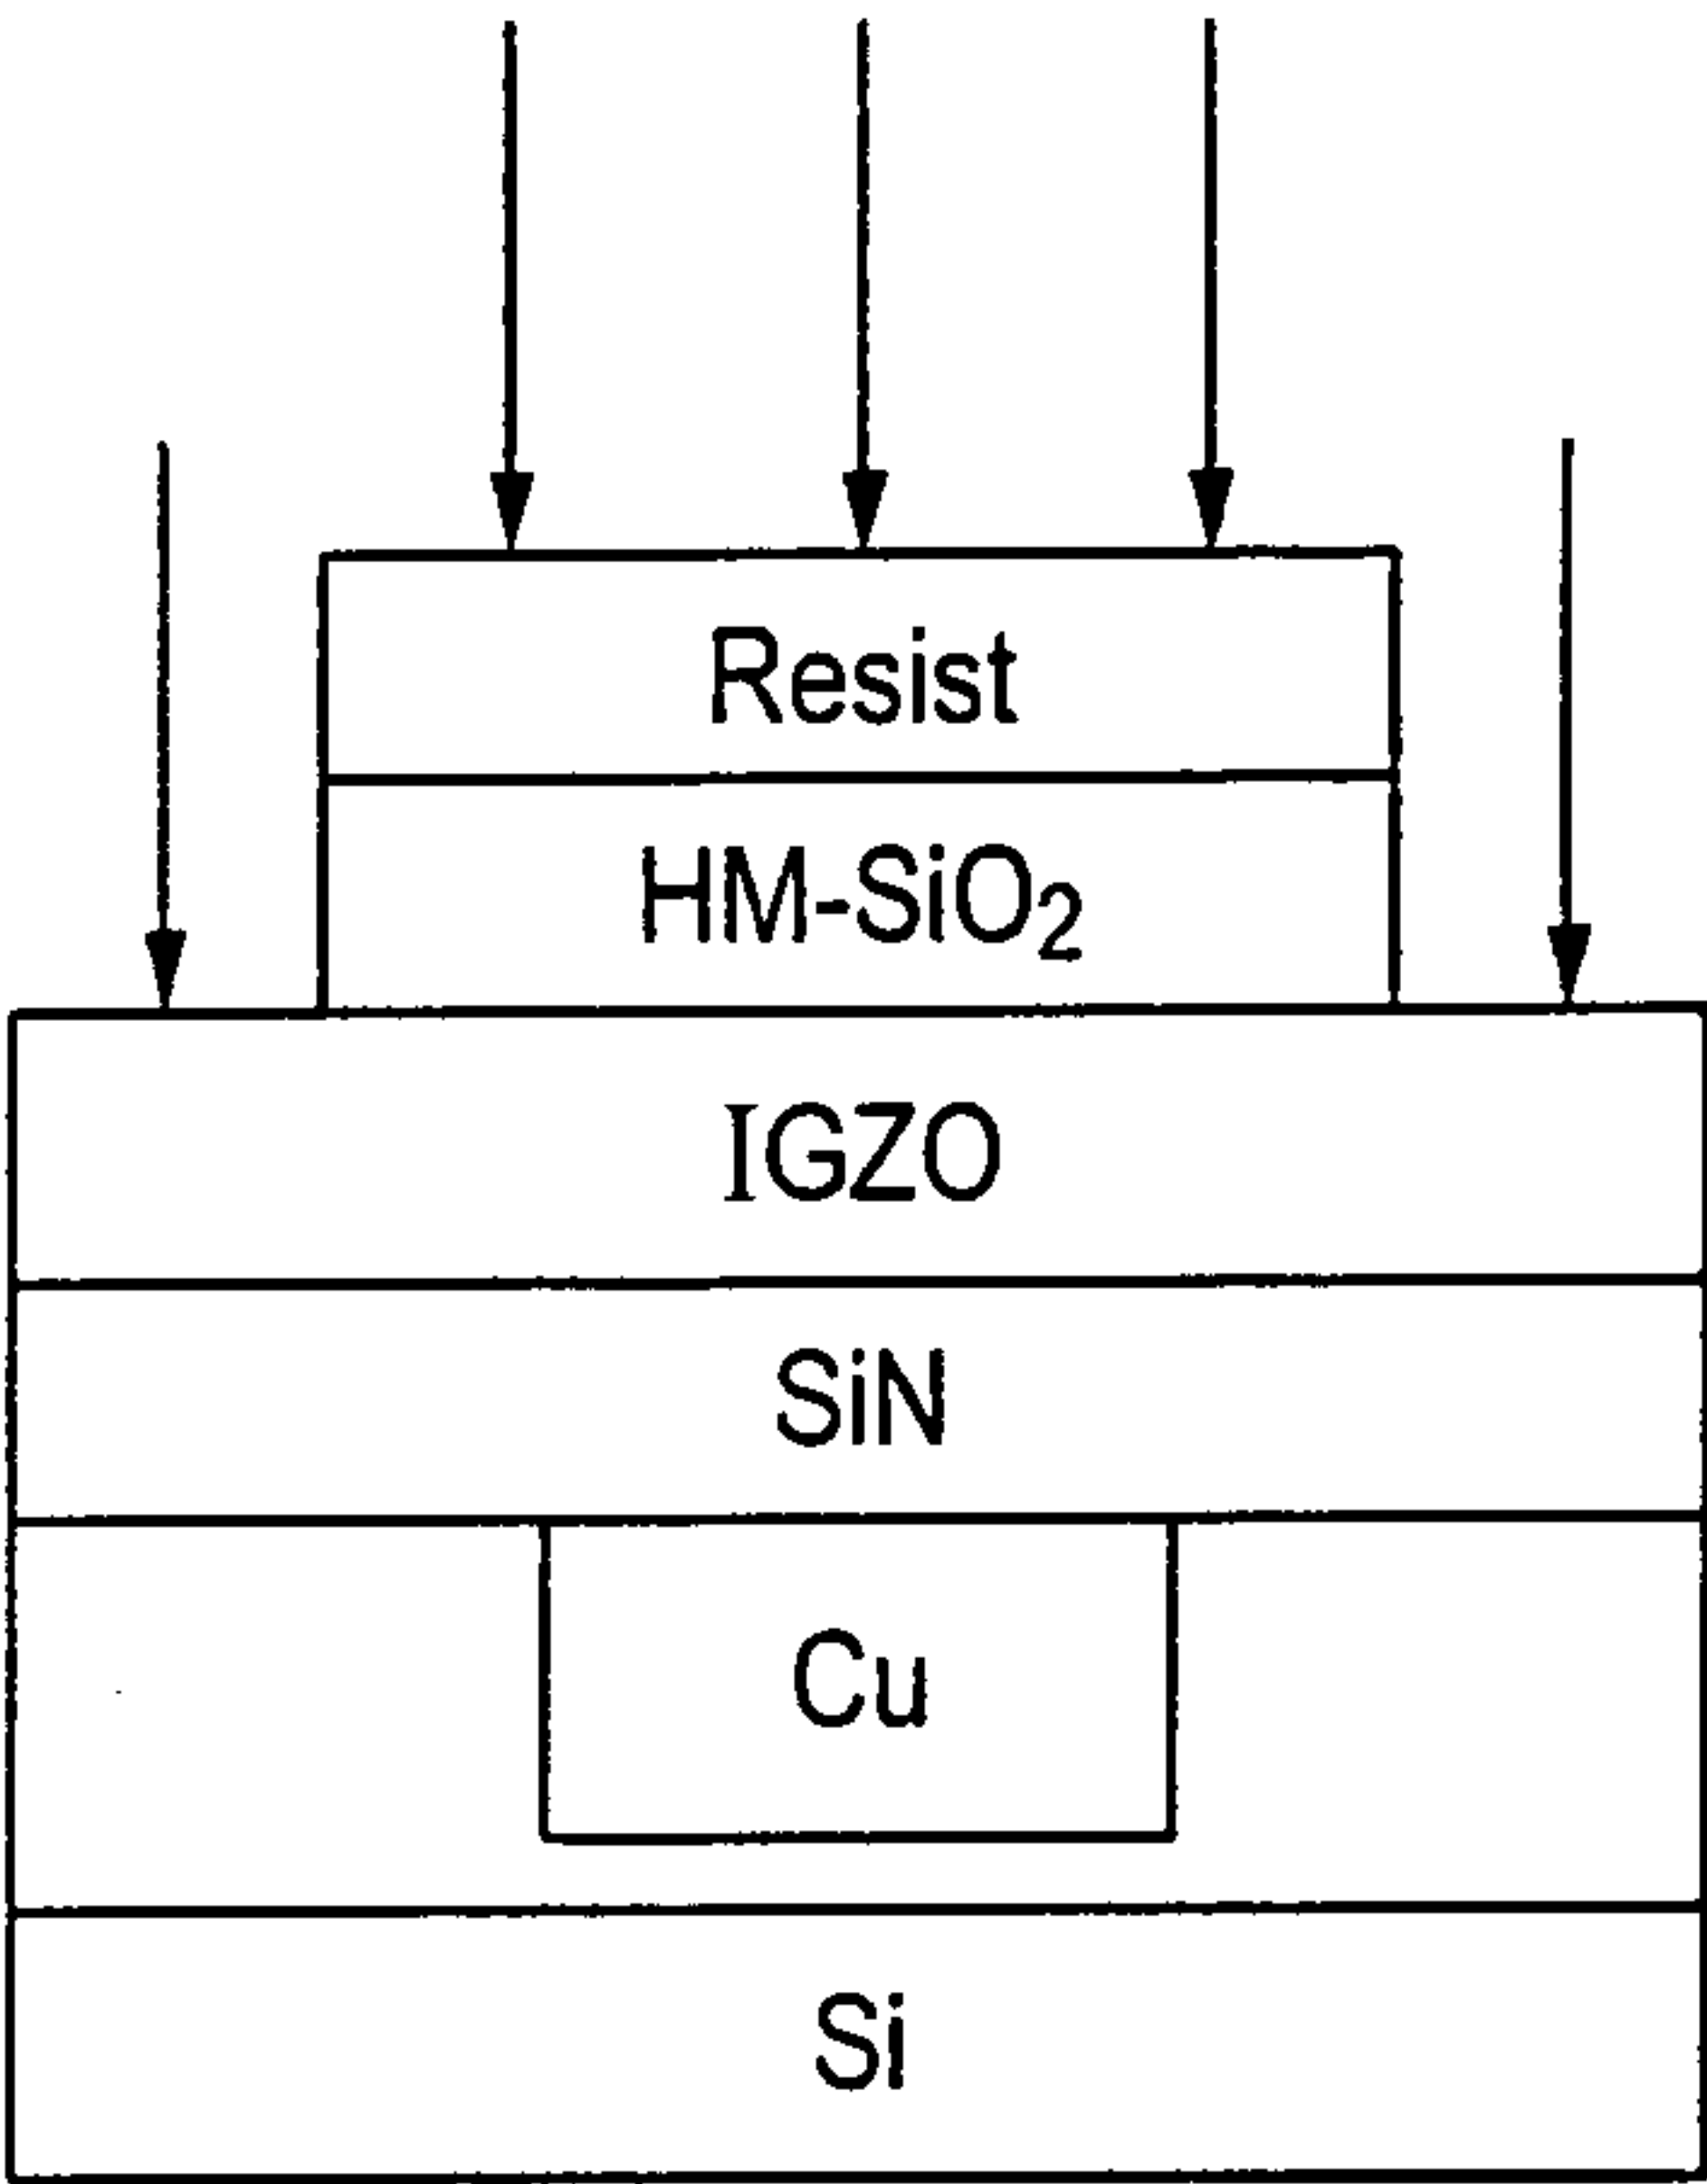 Resist
HM-SiO₂
IGZO
SiN
Cu
Si